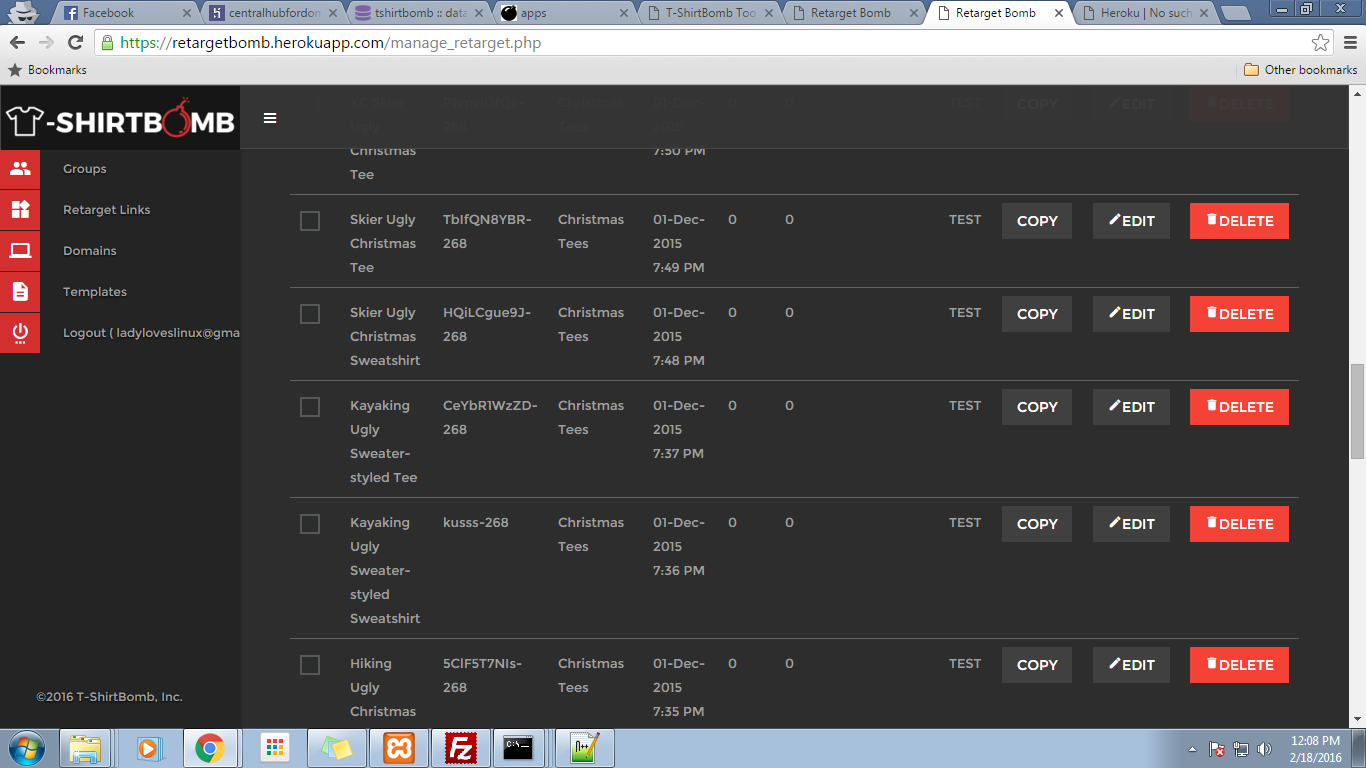 Facebook
centralhubfordon
tshirtbomb :: data
apps
T-ShirtBomb Too
Retarget Bomb
Retarget Bomb
Heroku | No such
https://retargetbomb.herokuapp.com/manage_retarget.php
Bookmarks
Other bookmarks
-SHIRTBOMB
Groups
Retarget Links
Domains
Templates
Logout ( ladyloveslinux@gma
©2016 T-ShirtBomb, Inc.
Ugly
268
Tees
7:50 PM
Christmas
Tee
TEST COPY EDIT DELETE
Skier Ugly TbIfQN8YBR- Christmas 01-Dec- 0 0 TEST COPY EDIT DELETE
Christmas 268 Tees 2015
Tee 7:49 PM
Skier Ugly HQiLCgue9J- Christmas 01-Dec- 0 0 TEST COPY EDIT DELETE
Christmas 268 Tees 2015
Sweatshirt 7:48 PM
Kayaking CeYbR1WzZD- Christmas 01-Dec- 0 0 TEST COPY EDIT DELETE
Ugly 268 Tees 2015
Sweater- 7:37 PM
styled Tee
Kayaking kusss-268 Christmas 01-Dec- 0 0 TEST COPY EDIT DELETE
Ugly Tees 2015
Sweater- 7:36 PM
styled
Sweatshirt
Hiking 5ClF5T7NIs- Christmas 01-Dec- 0 0 TEST COPY EDIT DELETE
Ugly 268 Tees 2015
Christmas 7:35 PM
12:08 PM
2/18/2016